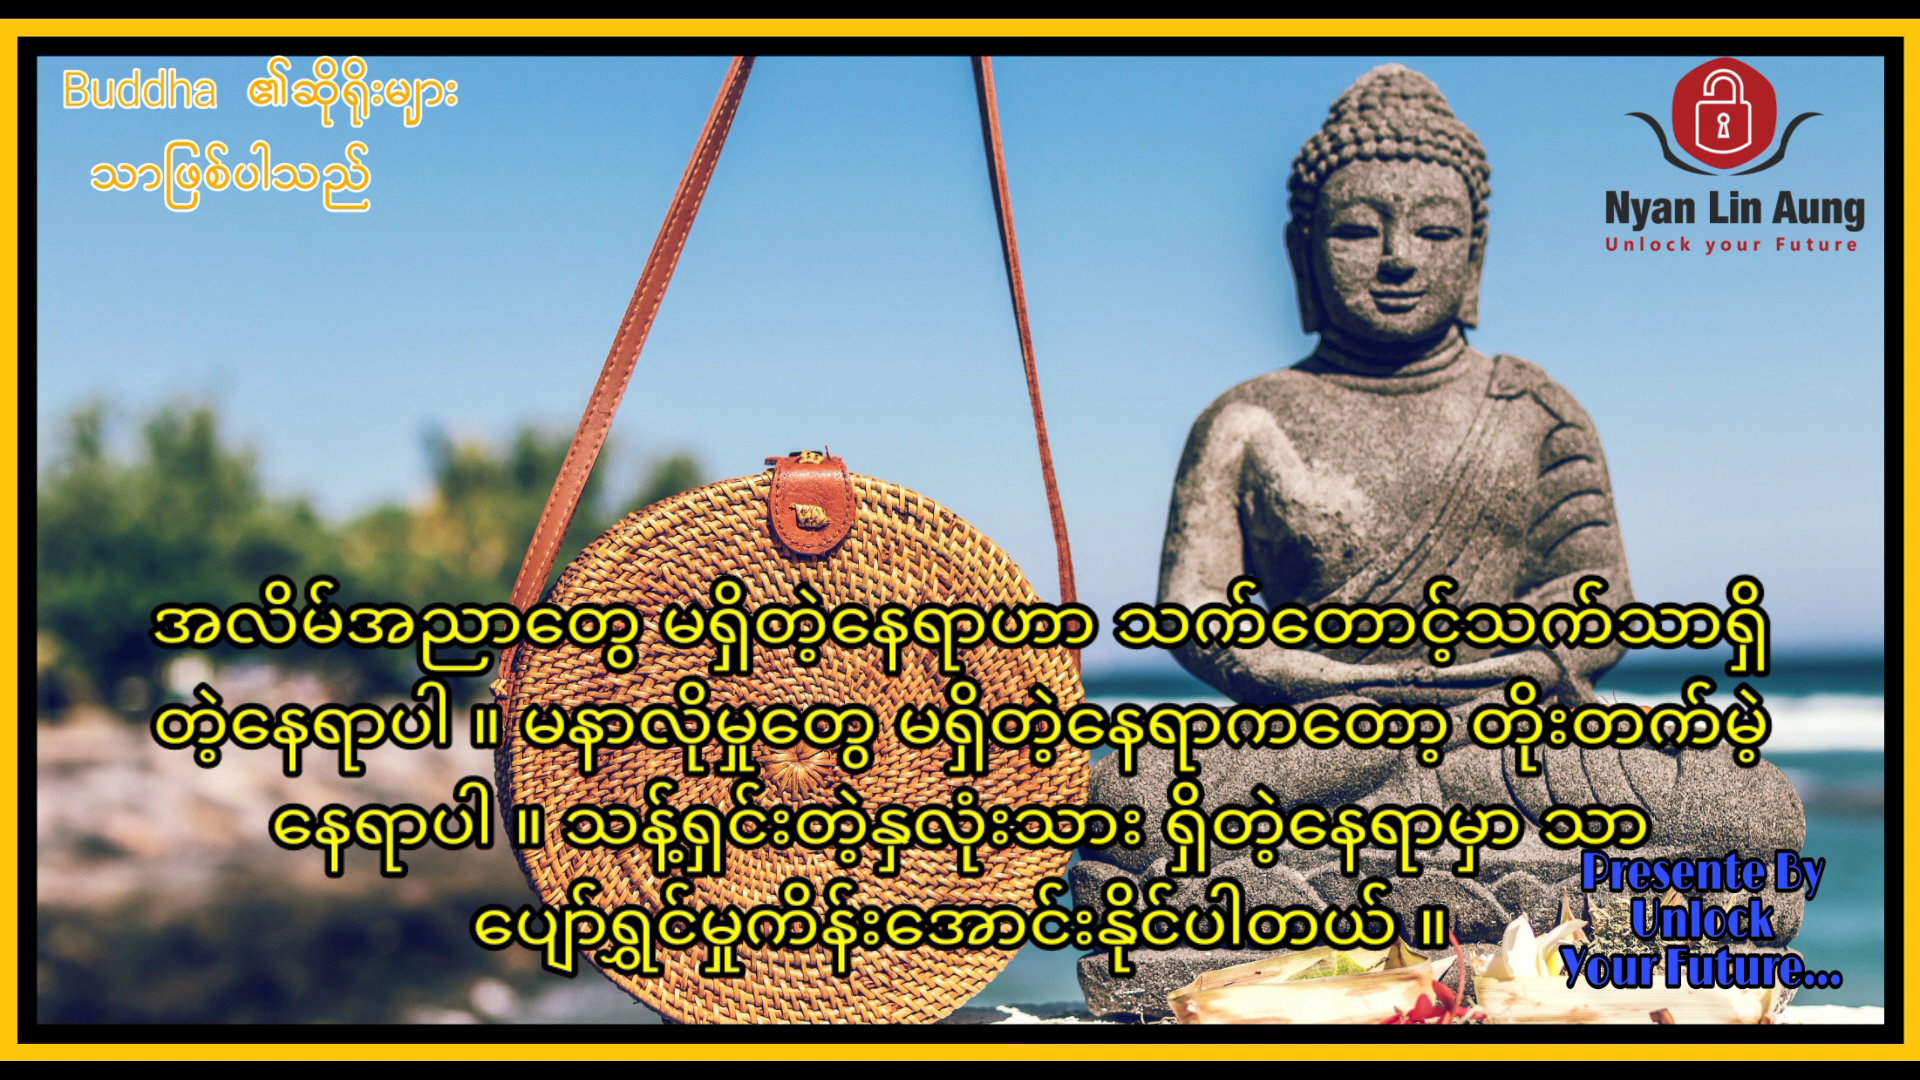 Buddha ၏ဆိုရိုးများ
သာဖြစ်ပါသည်
Nyan Lin Aung
Unlock your Future
အလိမ်အညာတွေ မရှိတဲ့နေရာဟာ သက်တောင့်သက်သာရှိ
တဲ့နေရာပါ ။ မနာလိုမှုတွေ မရှိတဲ့နေရာကတော့ တိုးတက်မဲ့
နေရာပါ ။ သန့်ရှင်းတဲ့နှလုံးသား ရှိတဲ့နေရာမှာ သာ
ပျော်ရွှင်မှုကိန်းအောင်းနိုင်ပါတယ် ။
Presente By
Unlock
Your Future...